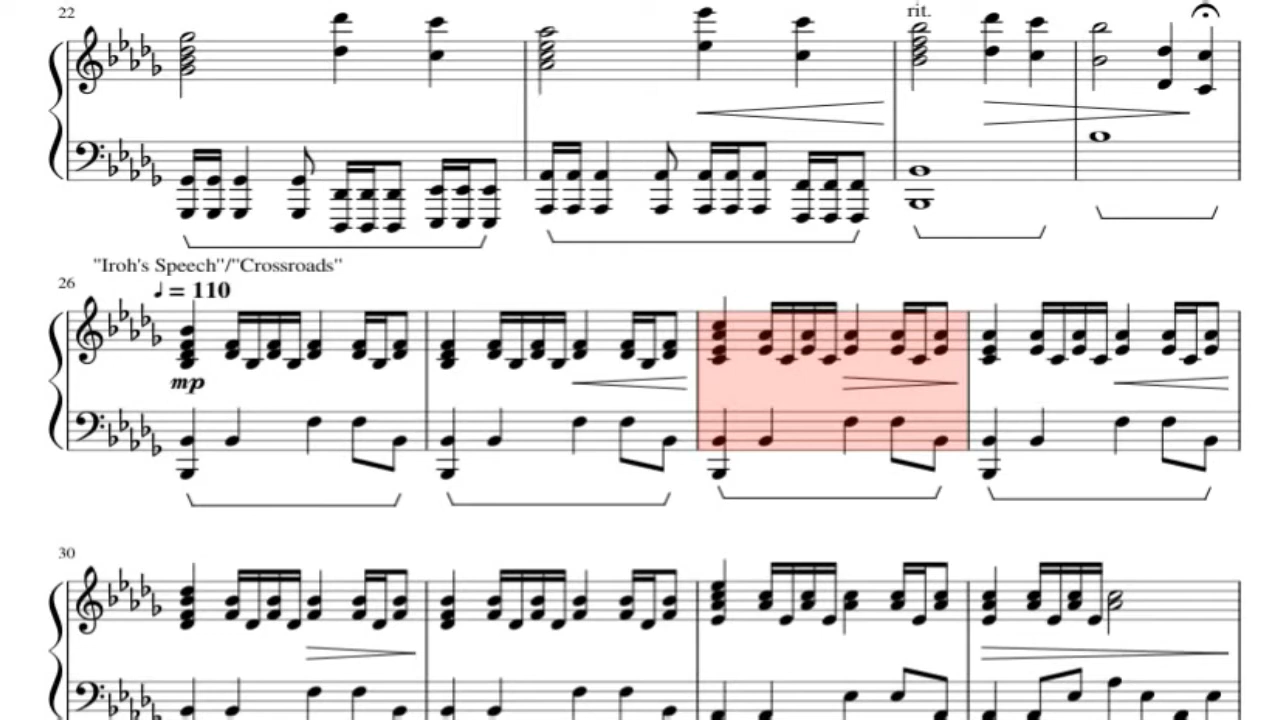 22
rit.
"Iroh's Speech"/"Crossroads"
26
♩ = 110
mp
30